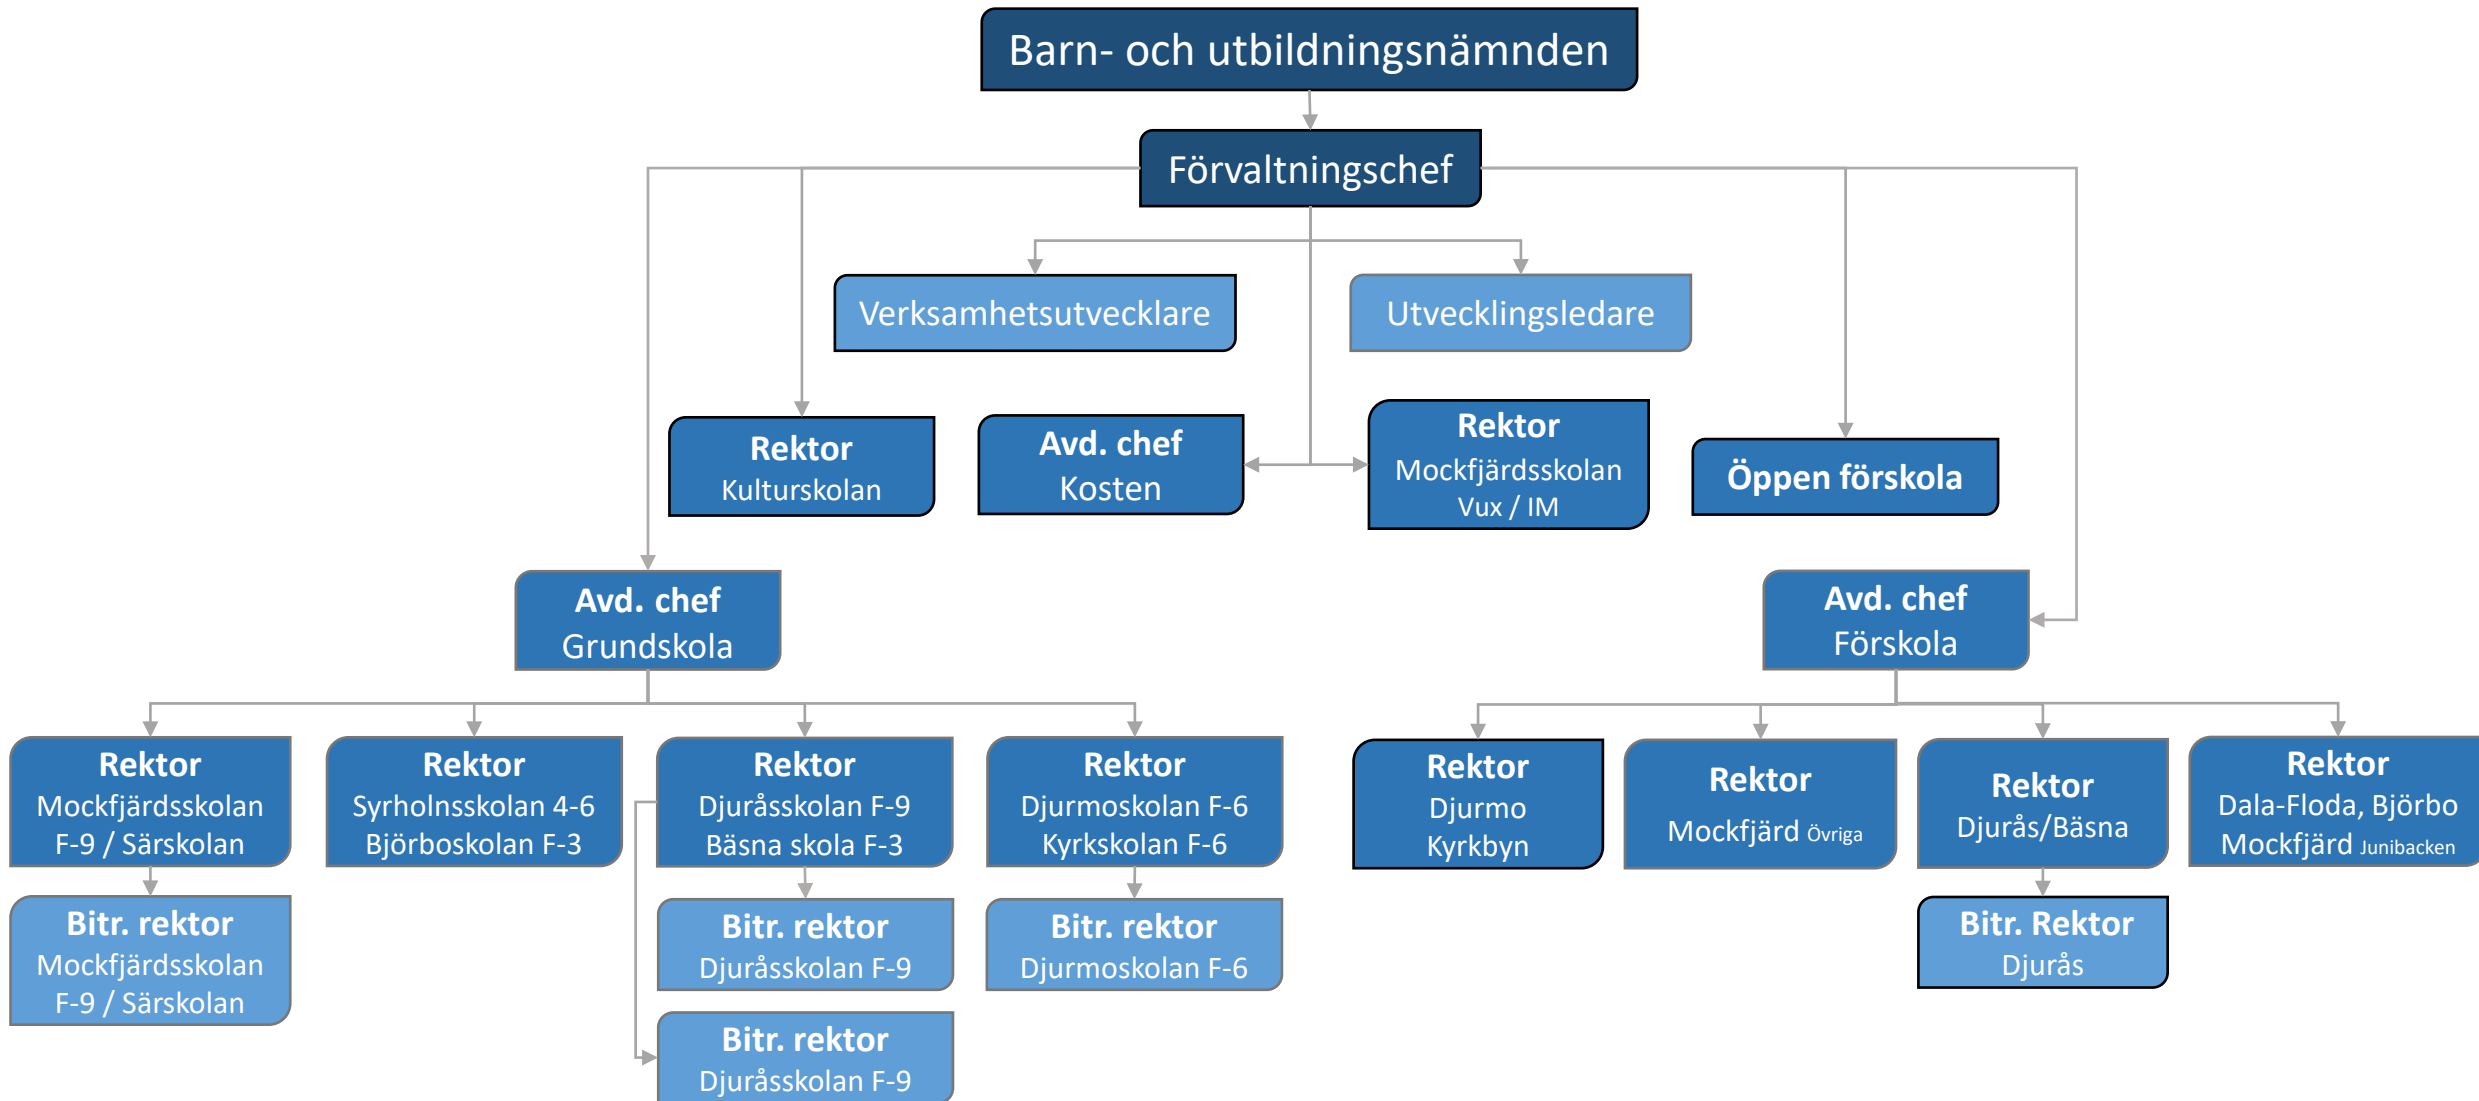 Barn- och utbildningsnämnden
Förvaltningschef
Verksamhetsutvecklare
Utvecklingsledare
Rektor
Kulturskolan
Avd. chef
Kosten
Rektor
Mockfjärdsskolan
Vux / IM
Öppen förskola
Avd. chef
Grundskola
Avd. chef
Förskola
Rektor
Mockfjärdsskolan
F-9 / Särskolan
Rektor
Syrholnsskolan 4-6
Björboskolan F-3
Rektor
Djuråsskolan F-9
Bäsna skola F-3
Rektor
Djurmoskolan F-6
Kyrkskolan F-6
Rektor
Djurmo
Kyrkbyn
Rektor
Mockfjärd Övriga
Rektor
Djurås/Bäsna
Rektor
Dala-Floda, Björbo
Mockfjärd Junibacken
Bitr. rektor
Mockfjärdsskolan
F-9 / Särskolan
Bitr. rektor
Djuråsskolan F-9
Bitr. rektor
Djurmoskolan F-6
Bitr. Rektor
Djurås
Bitr. rektor
Djuråsskolan F-9